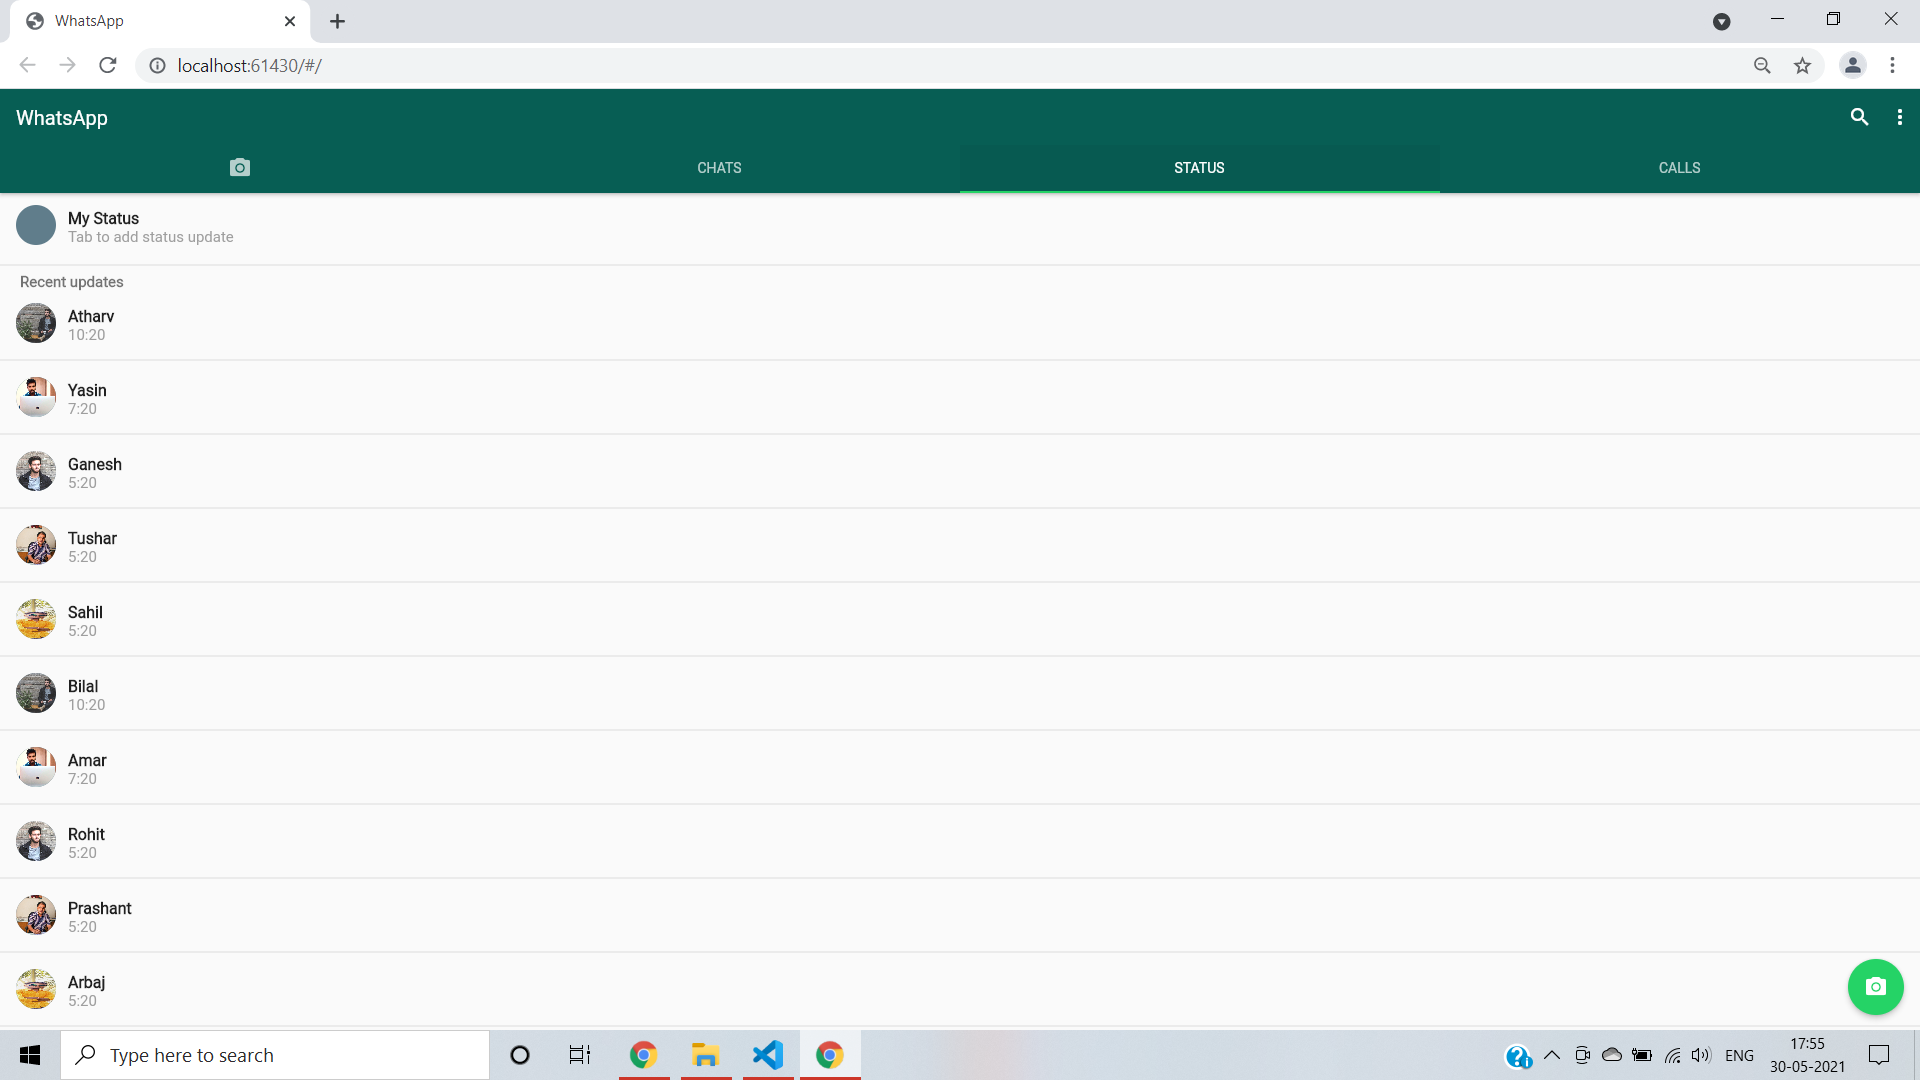 WhatsApp
localhost:61430/#/
WhatsApp
CHATS
STATUS
CALLS
My Status
Tab to add status update
Recent updates
Atharv
10:20
Yasin
7:20
Ganesh
5:20
Tushar
5:20
Sahil
5:20
Bilal
10:20
Amar
7:20
Rohit
5:20
Prashant
5:20
Arbaj
5:20
Type here to search
ENG
17:55
30-05-2021